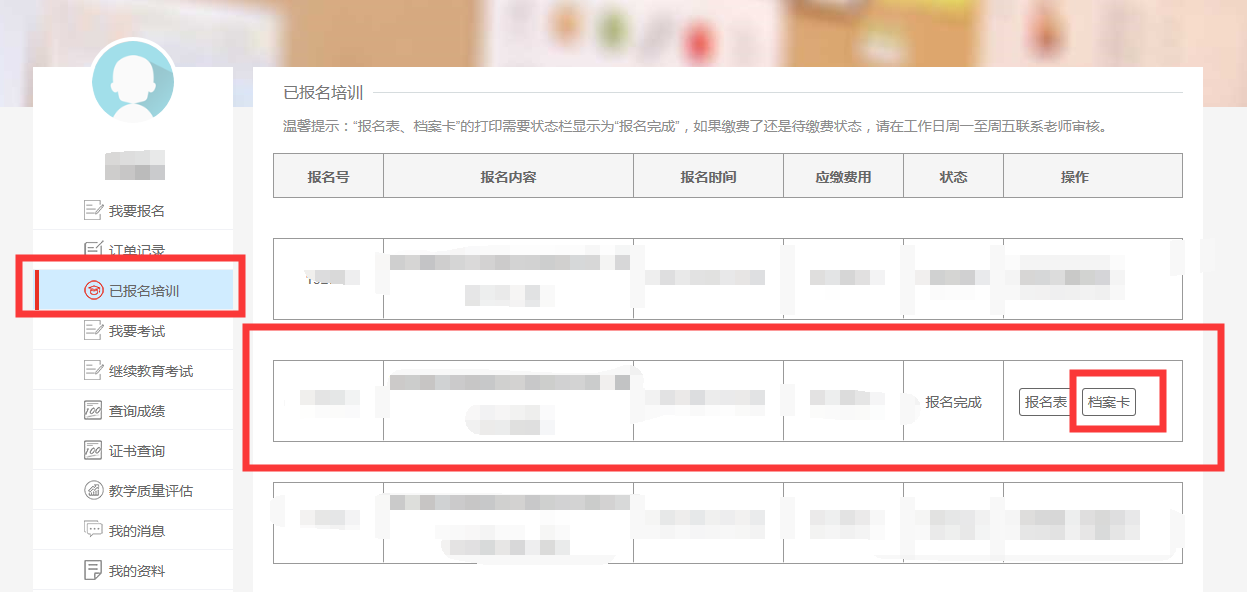 已报名培训
温馨提示：“报名表、档案卡”的打印需要状态栏显示为“报名完成”，如果缴费了还是待缴费状态，请在工作日周一至周五联系老师审核。
报名号 报名内容 报名时间 应缴费用 状态 操作
报名完成 报名表 档案卡
我要报名
订单记录
已报名培训
我要考试
继续教育考试
查询成绩
证书查询
教学质量评估
我的消息
我的资料